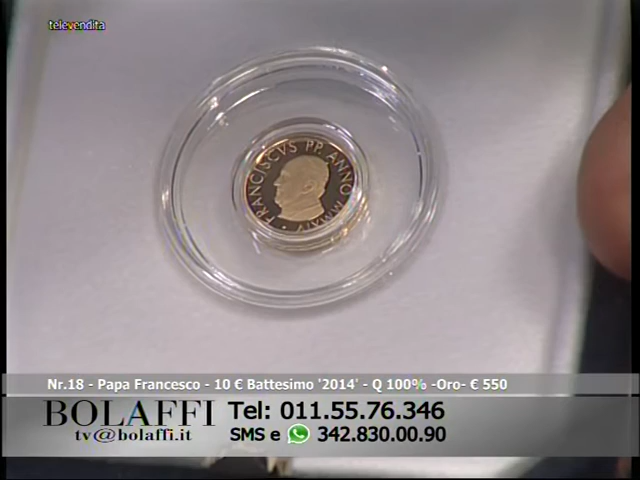 televendita
FRANCISCVS PP. ANNO MMXIV
Nr.18 - Papa Francesco - 10 € Battesimo '2014' - Q 100% -Oro- € 550
BOLAFFI
tv@bolaffi.it
Tel: 011.55.76.346
SMS e 342.830.00.90